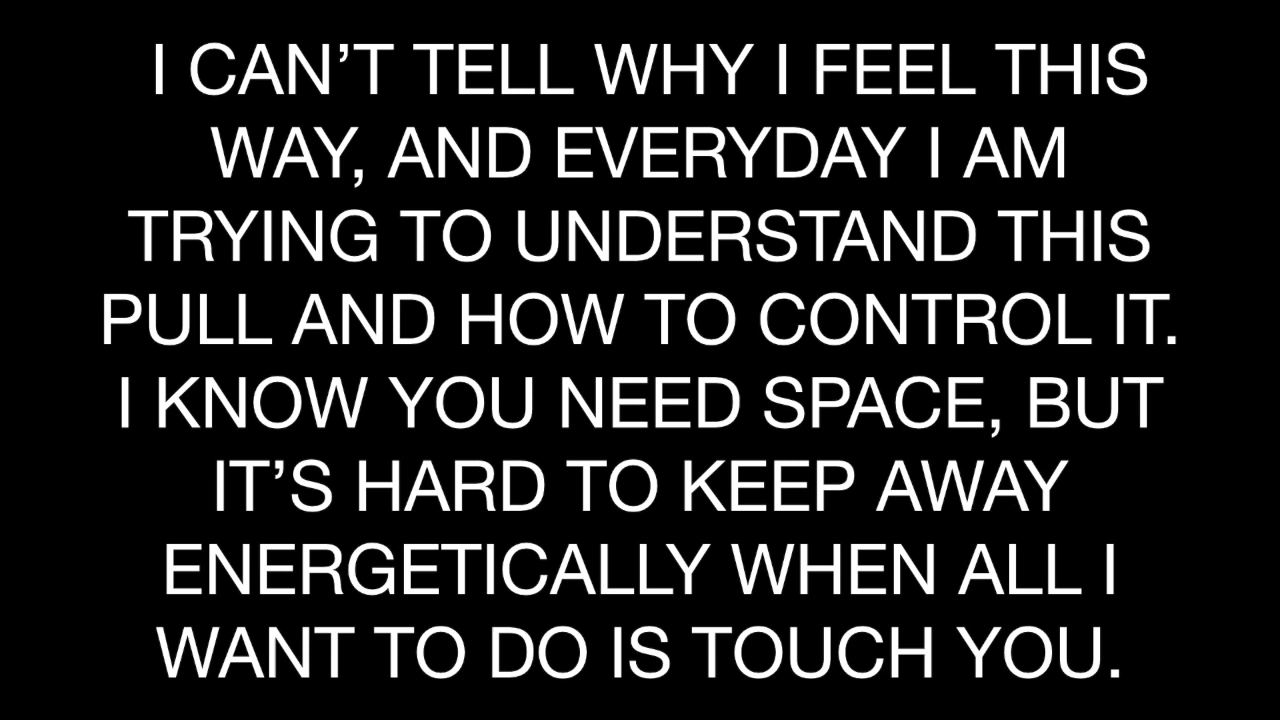 I CAN’T TELL WHY I FEEL THIS
WAY, AND EVERYDAY I AM
TRYING TO UNDERSTAND THIS
PULL AND HOW TO CONTROL IT.
I KNOW YOU NEED SPACE, BUT
IT’S HARD TO KEEP AWAY
ENERGETICALLY WHEN ALL I
WANT TO DO IS TOUCH YOU.